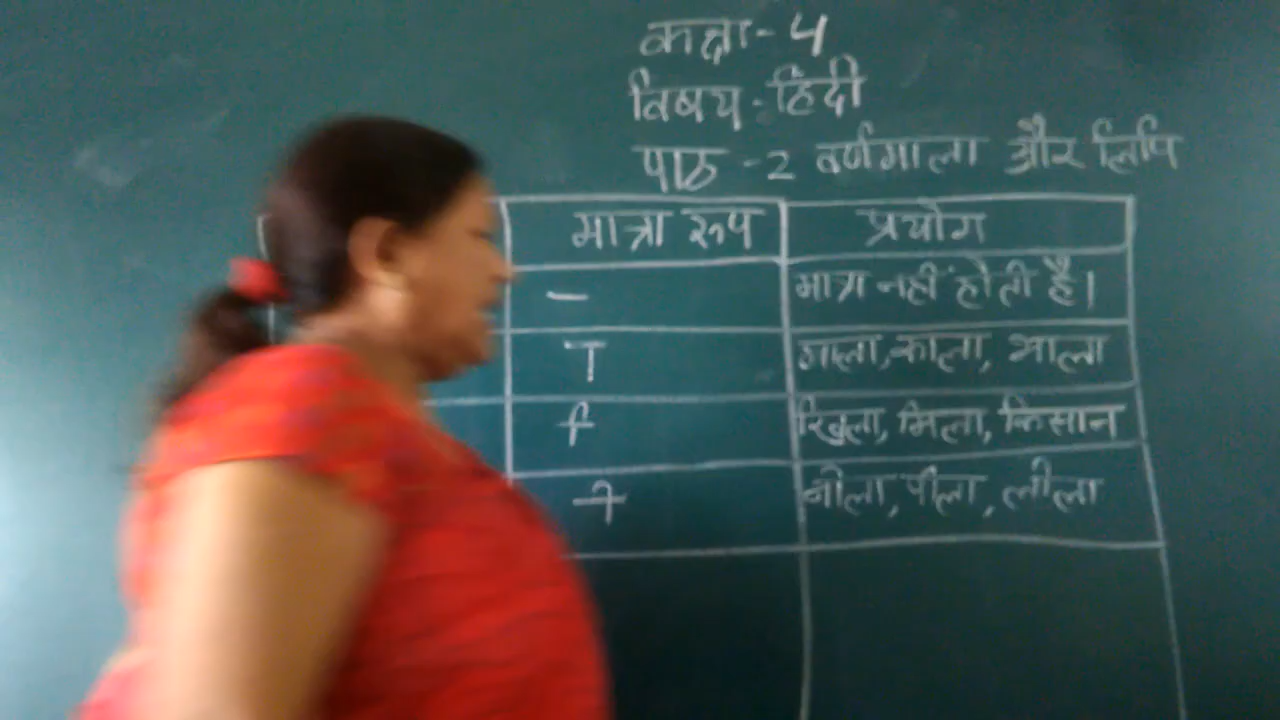 कक्षा- 4
विषय- हिंदी
पाठ -2 वर्णमाला और लिपि
मात्रा रूप प्रयोग
- मात्रा नहीं होती है।
ा माला, काला, भाला
ि खिला, मिला, किसान
ी नीला, पीला, लीला